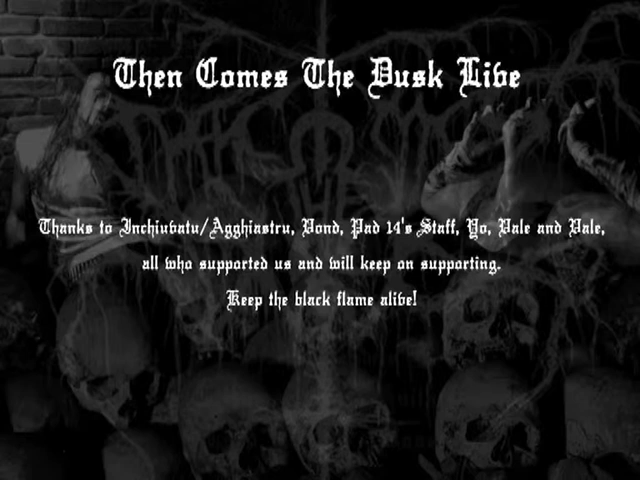 Then Comes The Dusk Live
Thanks to Inchiuvatu/Agghiastru, Vond, Pad 14's Staff, Yo, Vale and Vale,
all who supported us and will keep on supporting.
Keep the black flame alive!